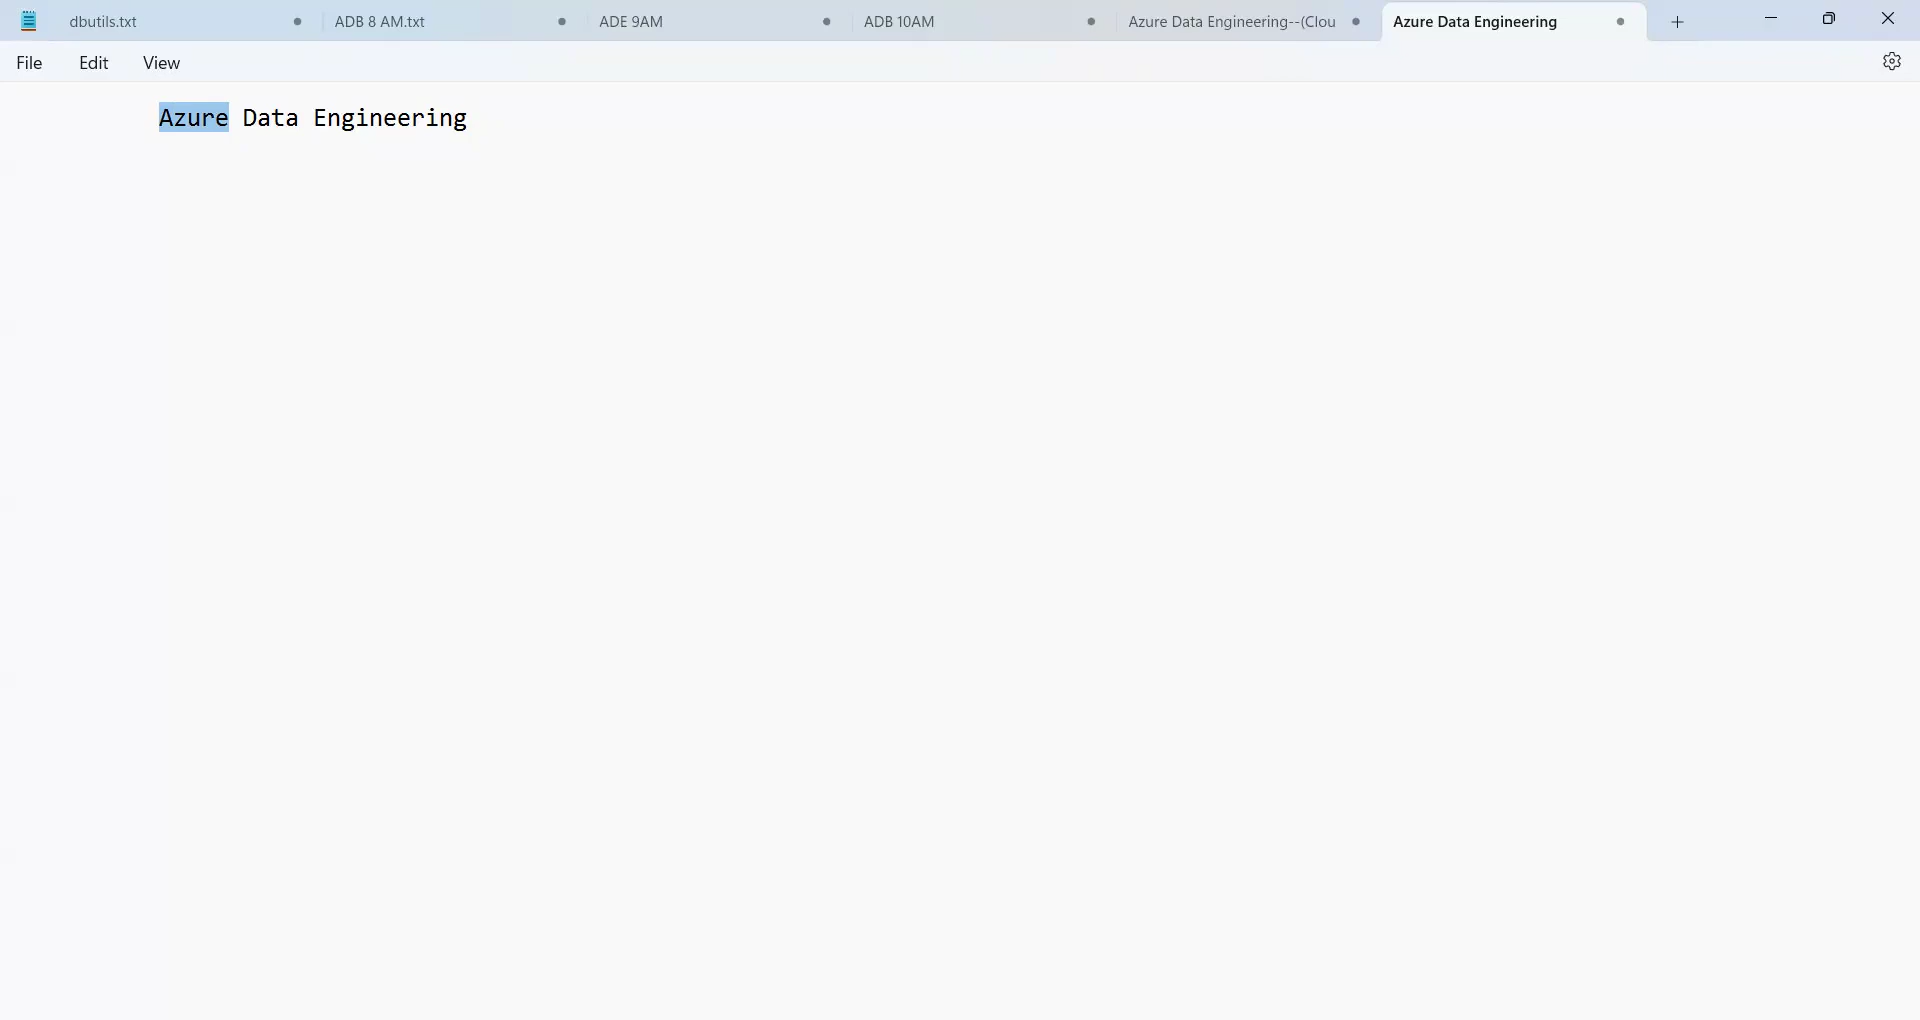 dbutils.txt ADB 8 AM.txt ADE 9AM ADB 10AM Azure Data Engineering--(Clou Azure Data Engineering
File Edit View
Azure Data Engineering